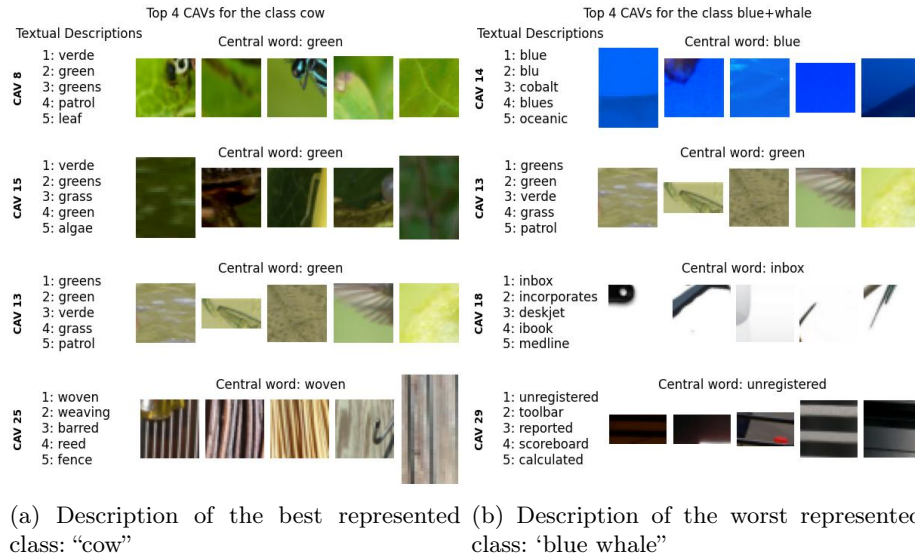 Top 4 CAVs for the class cow
Textual Descriptions
Central word: green
CAV 8
1: verde
2: green
3: greens
4: patrol
5: leaf
Central word: green
CAV 15
1: verde
2: greens
3: grass
4: green
5: algae
Central word: green
CAV 13
1: greens
2: green
3: verde
4: grass
5: patrol
Central word: woven
CAV 25
1: woven
2: weaving
3: barred
4: reed
5: fence
(a) Description of the best represented
class: “cow”
Top 4 CAVs for the class blue+whale
Textual Descriptions
Central word: blue
CAV 14
1: blue
2: blu
3: cobalt
4: blues
5: oceanic
Central word: green
CAV 13
1: greens
2: green
3: verde
4: grass
5: patrol
Central word: inbox
CAV 18
1: inbox
2: incorporates
3: deskjet
4: ibook
5: medline
Central word: unregistered
CAV 29
1: unregistered
2: toolbar
3: reported
4: scoreboard
5: calculated
(b) Description of the worst represented
class: ‘blue whale”